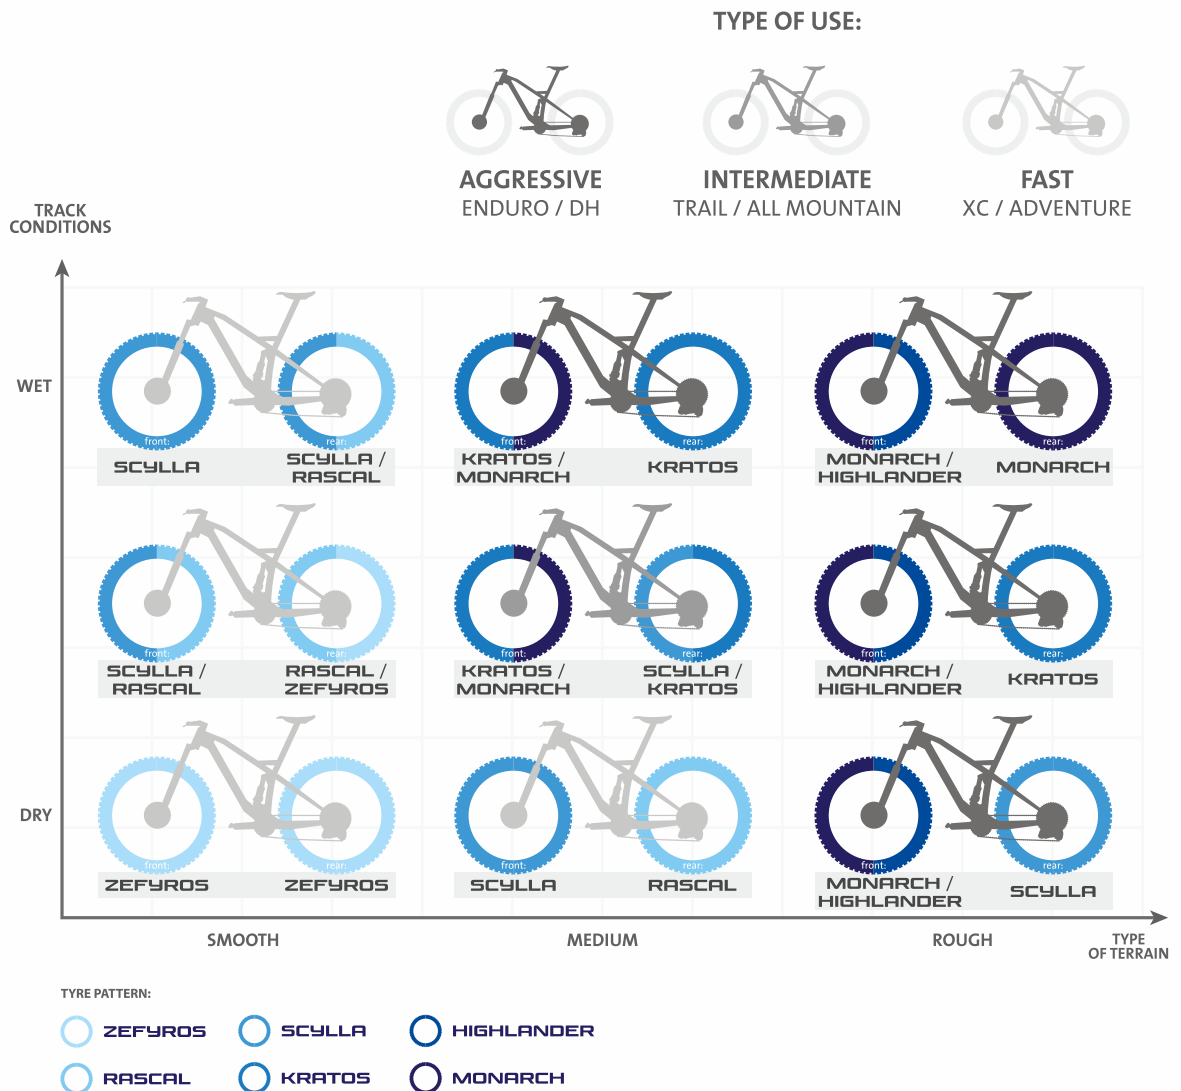 TYPE OF USE:
AGGRESSIVE
ENDURO / DH
INTERMEDIATE
TRAIL / ALL MOUNTAIN
FAST
XC / ADVENTURE
TRACK
CONDITIONS
WET
front:
SCYLLA
rear:
SCYLLA /
RASCAL
front:
KRATOS /
MONARCH
rear:
KRATOS
front:
MONARCH /
HIGHLANDER
rear:
MONARCH
front:
SCYLLA /
RASCAL
rear:
RASCAL /
ZEFYROS
front:
KRATOS /
MONARCH
rear:
SCYLLA /
KRATOS
front:
MONARCH /
HIGHLANDER
rear:
KRATOS
DRY
front:
ZEFYROS
rear:
ZEFYROS
front:
SCYLLA
rear:
RASCAL
front:
MONARCH /
HIGHLANDER
rear:
SCYLLA
SMOOTH
MEDIUM
ROUGH
TYPE
OF TERRAIN
TYRE PATTERN:
ZEFYROS
SCYLLA
HIGHLANDER
RASCAL
KRATOS
MONARCH